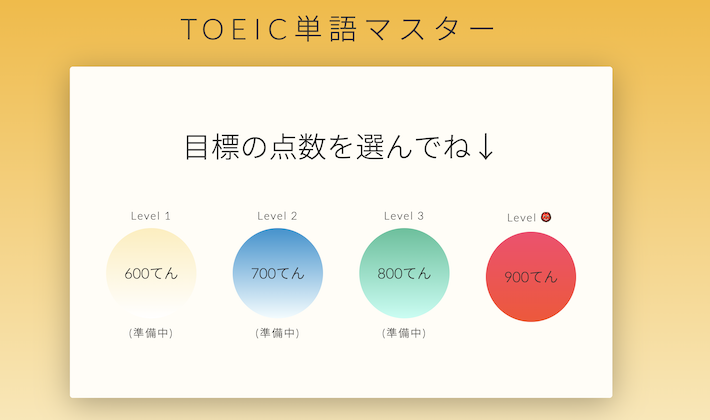 TOEIC単語マスター
目標の点数を選んでね↓
Level 1
Level 2
Level 3
Level 👹
600てん
700てん
800てん
900てん
(準備中)
(準備中)
(準備中)